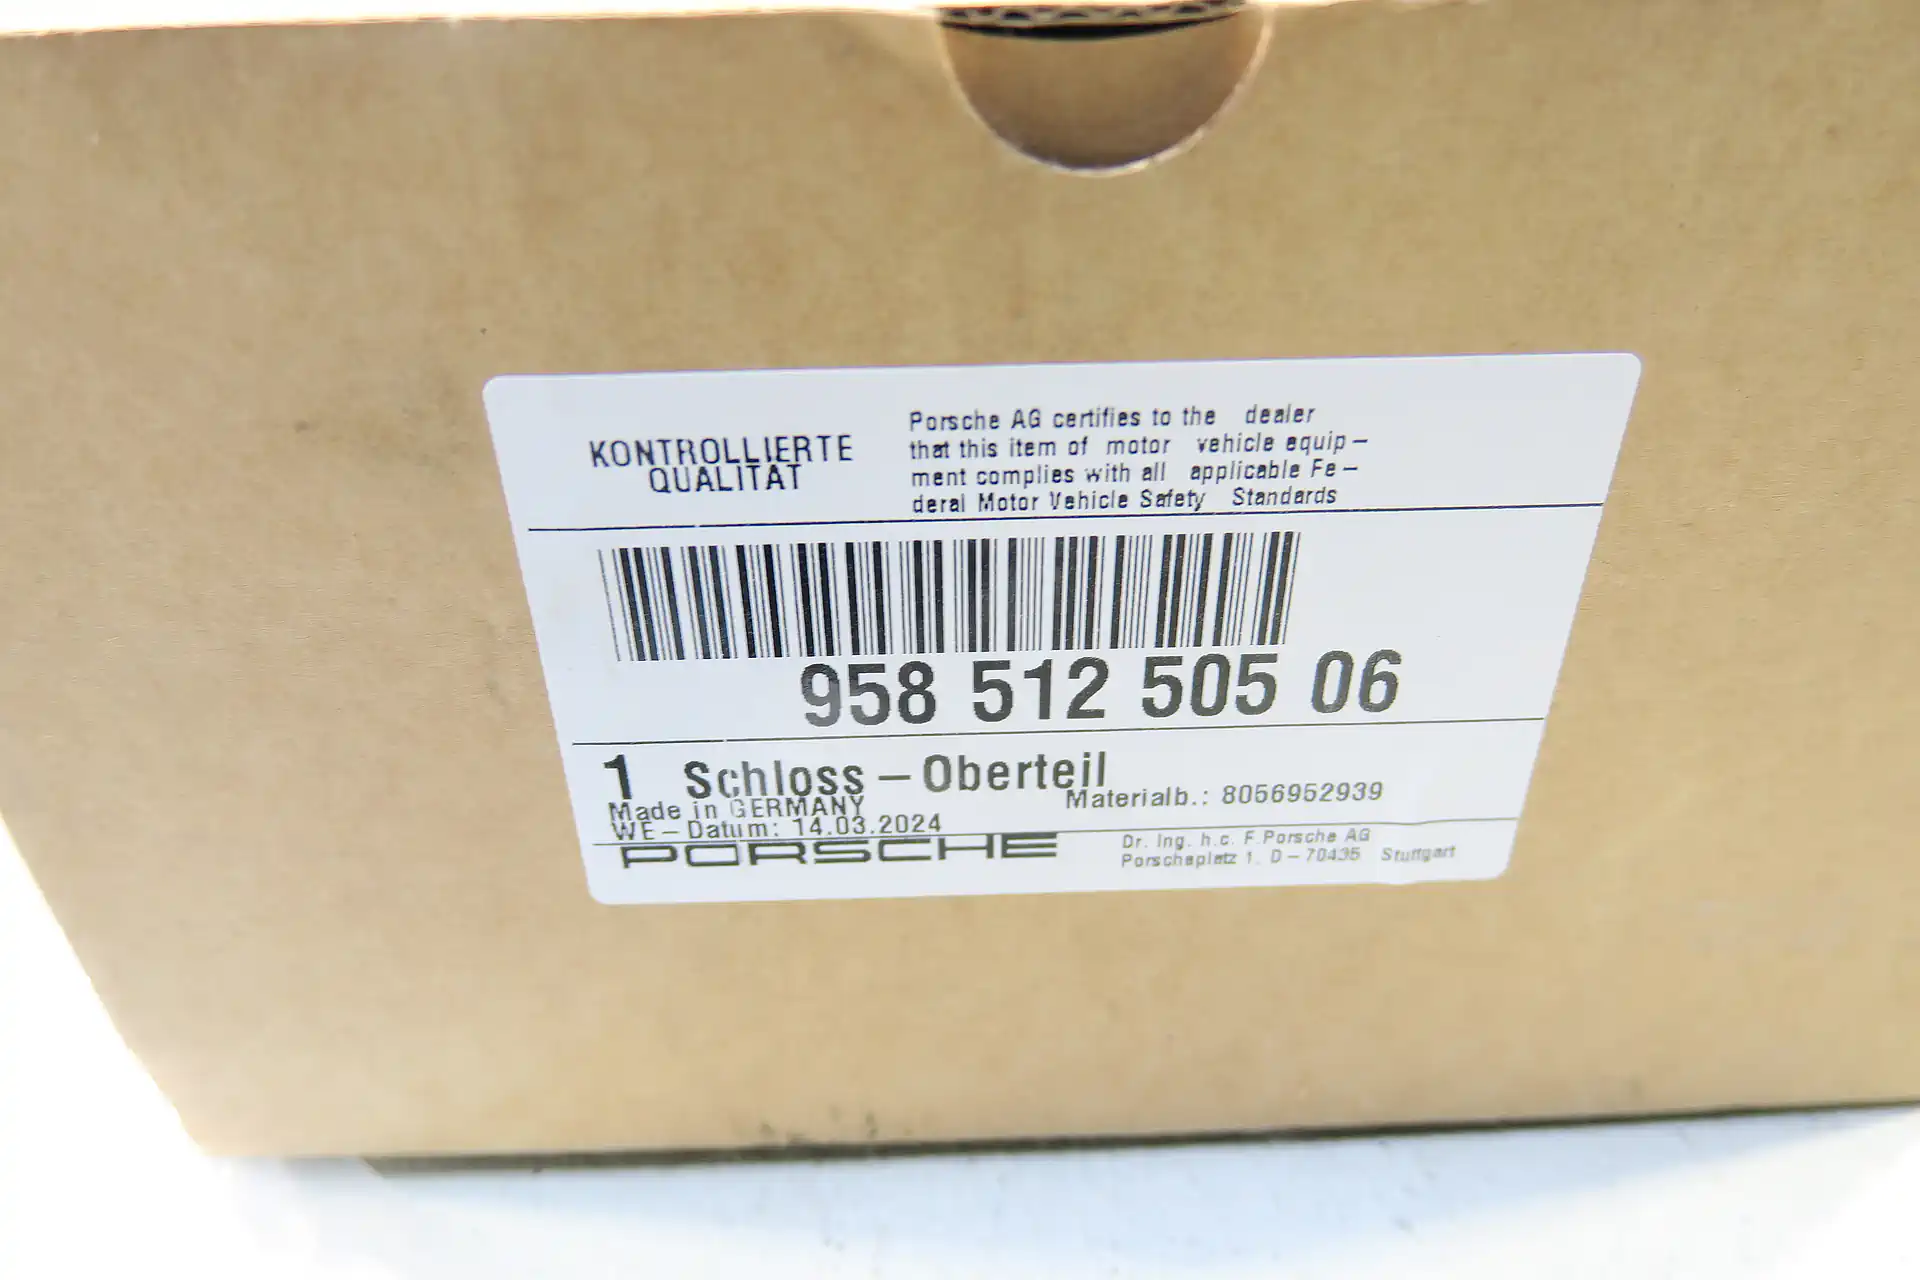 KONTROLLIERTE
QUALITÄT
Porsche AG certifies to the dealer
that this item of motor vehicle equip-
ment complies with all applicable Fe-
deral Motor Vehicle Safety Standards
958 512 505 06
1 Schloss-Oberteil
Made in GERMANY
Materialb.: 8056952939
WE-Datum: 14.03.2024
PORSCHE
Dr. Ing. h.c. F.Porsche AG
Porscheplatz 1, D-70435 Stuttgart